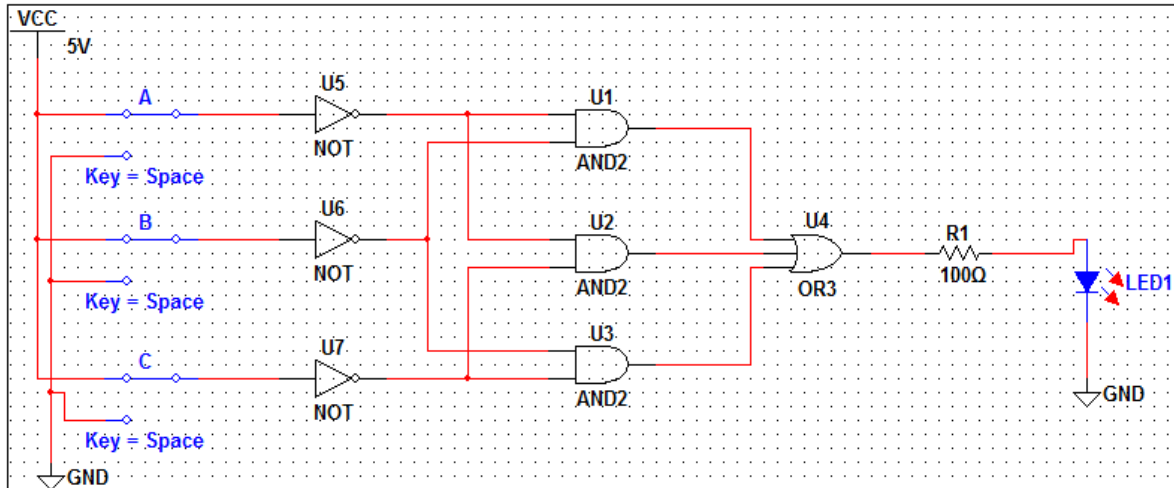 VCC
5V
A
U5
U1
NOT
AND2
Key = Space
B
U6
U2
U4
R1
NOT
AND2
OR3
100Ω
LED1
Key = Space
C
U7
U3
NOT
AND2
GND
Key = Space
GND